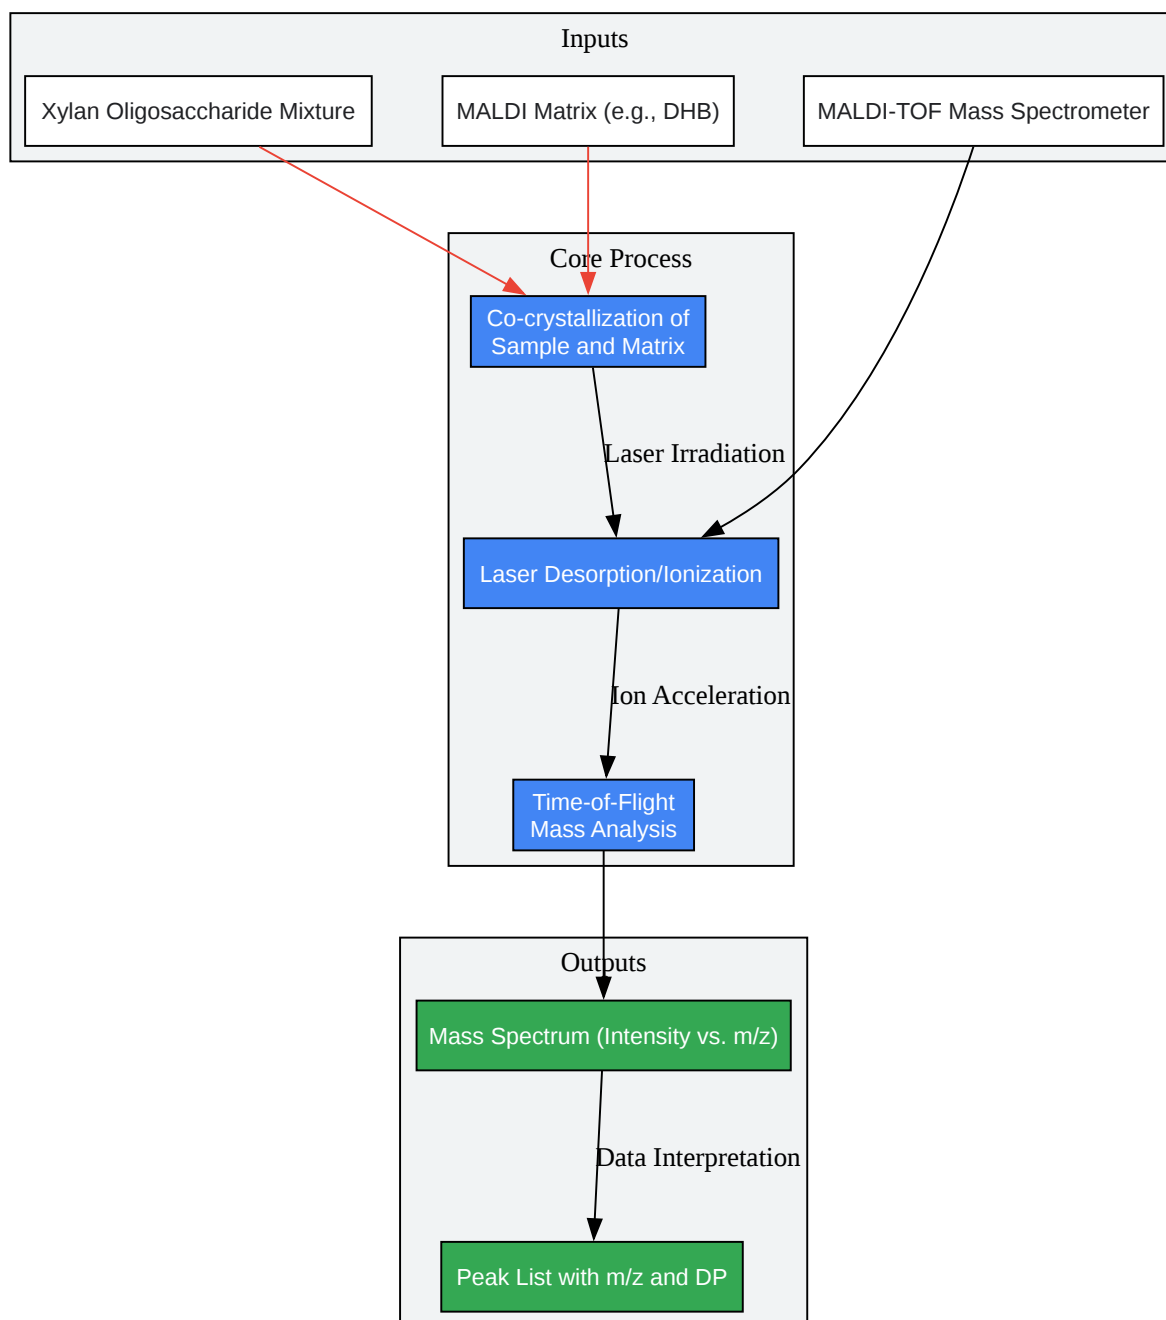 Inputs
Xylan Oligosaccharide Mixture
MALDI Matrix (e.g., DHB)
MALDI-TOF Mass Spectrometer
Core Process
Co-crystallization of
Sample and Matrix
Laser Irradiation
Laser Desorption/Ionization
Ion Acceleration
Time-of-Flight
Mass Analysis
Outputs
Mass Spectrum (Intensity vs. m/z)
Data Interpretation
Peak List with m/z and DP